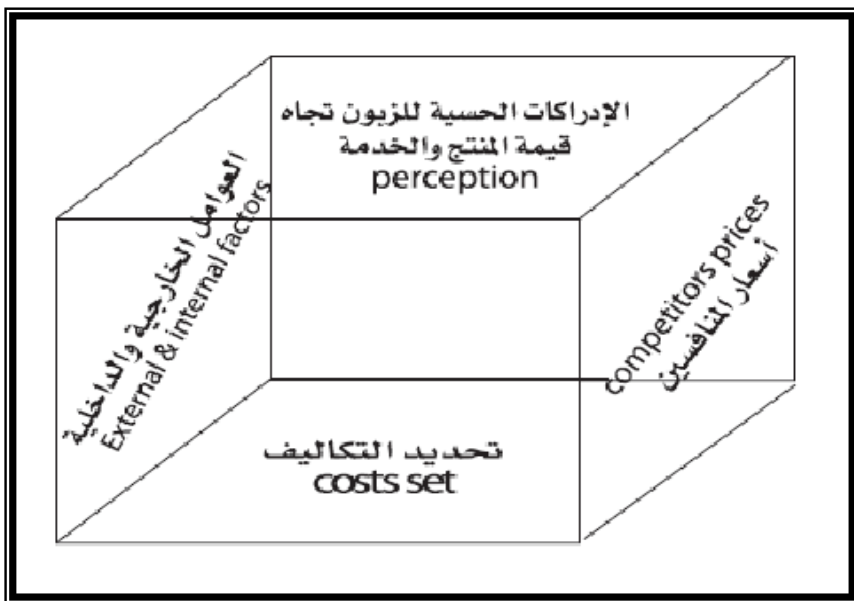 الإدراكات الحسية للزبون تجاه
قيمة المنتج والخدمة
perception
العوامل الخارجية والداخلية
External & internal factors
competitors prices
أسعار المنافسين
تحديد التكاليف
costs set